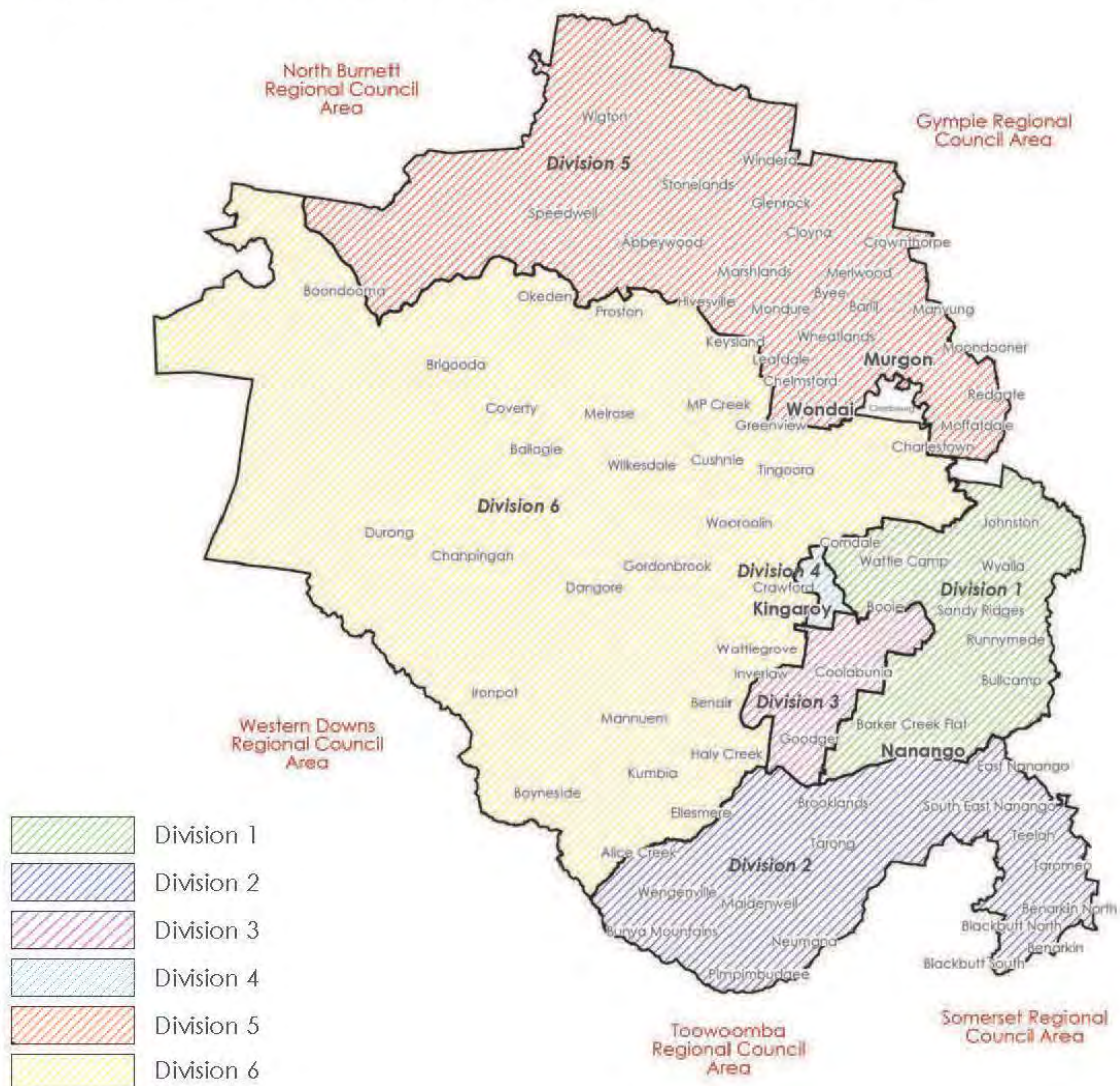 North Burnett
Regional Council
Area
Gympie Regional
Council Area
Wigton
Division 5
Windera
Stonelands
Glenrock
Speedwell
Cloyna
Abbeywood
Crownthorpe
Marshlands
Merlwood
Boondooma
Okeden
Byee
Hivesville
Proston
Mondure
Barlil
Manyung
Keysland
Wheatlands
Leafdale
Murgon
Moondooner
Brigooda
Chelmsford
Redgate
Coverty
Melrose
MP Creek
Wondai
Cherbourg
Greenview
Moffatdale
Ballogie
Charlestown
Wilkesdale
Cushnie
Tingoora
Division 6
Wooroolin
Johnston
Durong
Chahpingah
Corndale
Wattle Camp
Wyalla
Gordonbrook
Division 4
Dangore
Crawford
Division 1
Kingaroy
Booie
Sandy Ridges
Wattlegrove
Runnymede
Inverlaw
Coolabunia
Bullcamp
Ironpot
Benair
Division 3
Western Downs
Regional Council
Area
Mannuem
Barker Creek Flat
Goodger
Haly Creek
Nanango
Kumbia
East Nanango
Boyneside
Brooklands
South East Nanango
Ellesmere
Teelah
Tarong
Alice Creek
Division 2
Taromeo
Wengenville
Maidenwell
Benarkin North
Bunya Mountains
Blackbutt North
Neumana
Benarkin
Blackbutt South
Pimpimbudgee
Toowoomba
Regional Council
Area
Somerset Regional
Council Area
Division 1
Division 2
Division 3
Division 4
Division 5
Division 6